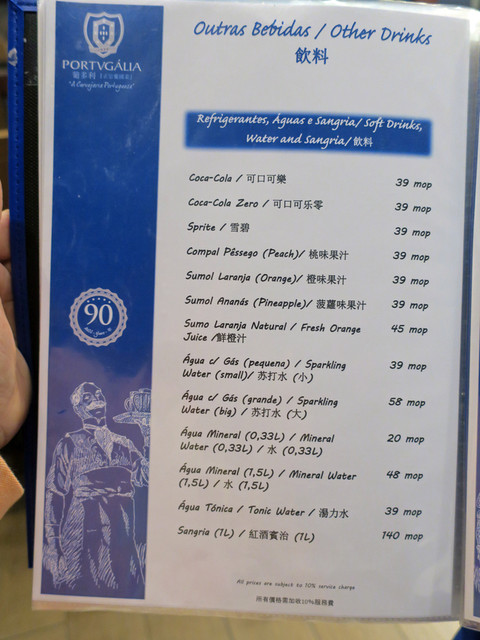 PORTVGÁLIA
葡多利
"A Cervejaria Portuguesa"
Outras Bebidas / Other Drinks
飲料
Refrigerantes, Águas e Sangria/ Soft Drinks,
Water and Sangria/ 飲料
Coca-Cola / 可口可樂 39 mop
Coca-Cola Zero / 可口可乐零 39 mop
Sprite / 雪碧 39 mop
Compal Pêssego (Peach)/ 桃味果汁 39 mop
Sumol Laranja (Orange)/ 橙味果汁 39 mop
Sumol Ananás (Pineapple)/ 菠蘿味果汁 39 mop
Sumo Laranja Natural / Fresh Orange 45 mop
Juice /鮮橙汁
Água c/ Gás (pequena) / Sparkling 39 mop
Water (small)/ 苏打水 (小)
Água c/ Gás (grande) / Sparkling 58 mop
Water (big) / 苏打水 (大)
Água Mineral (0,33L) / Mineral 20 mop
Water (0,33L) / 水 (0,33L)
Água Mineral (1,5L) / Mineral Water 48 mop
(1,5L) / 水 (1,5L)
Água Tónica / Tonic Water / 湯力水 39 mop
Sangria (1L) / 紅酒賓治 (1L) 140 mop
90
All prices are subject to 10% service charge
所有價格需加收10%服務費